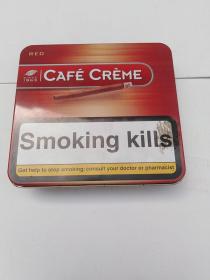 RED
CAFÉ CRÈME
Smoking kills
Get help to stop smoking: consult your doctor or pharmacist